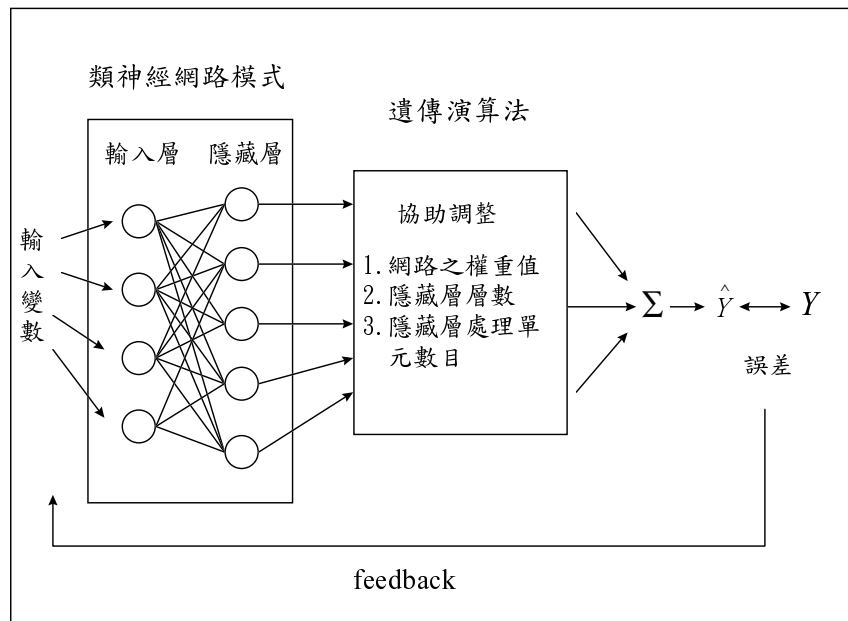 類神經網路模式
遺傳演算法
輸入層 隱藏層
輸入變數
協助調整
1.網路之權重值
2.隱藏層層數
3.隱藏層處理單
元數目
Σ Ŷ Y
誤差
feedback